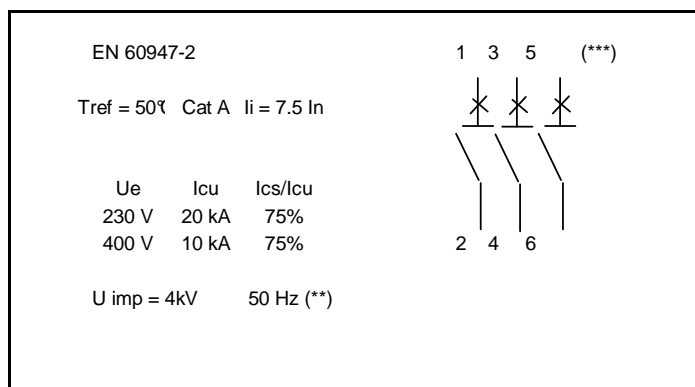 EN 60947-2
1 3 5 (***)
Tref = 50℃ Cat A Ii = 7.5 In
Ue Icu Ics/Icu
230 V 20 kA 75%
400 V 10 kA 75%
2 4 6
U imp = 4kV 50 Hz (**)